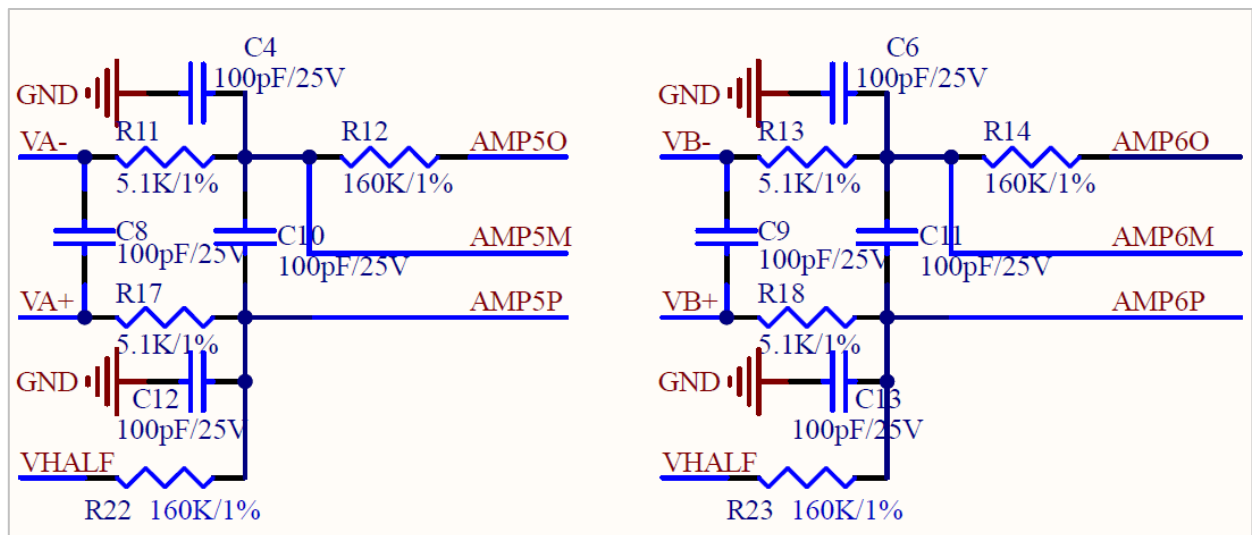 C4
100pF/25V
GND
VA-
R11
R12
AMP5O
5.1K/1%
160K/1%
C8
100pF/25V
C10
100pF/25V
AMP5M
VA+
R17
AMP5P
5.1K/1%
GND
C12
100pF/25V
VHALF
R22 160K/1%
C6
100pF/25V
GND
VB-
R13
R14
AMP6O
5.1K/1%
160K/1%
C9
100pF/25V
C11
100pF/25V
AMP6M
VB+
R18
AMP6P
5.1K/1%
GND
C13
100pF/25V
VHALF
R23 160K/1%